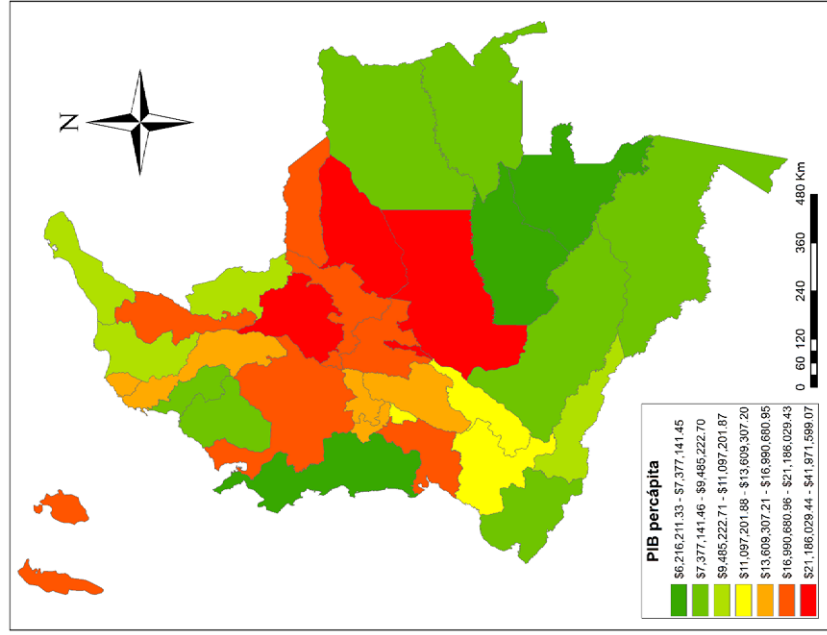 N
PIB percápita
$6,216,211.33 - $7,377,141.45
$7,377,141.46 - $9,485,222.70
$9,485,222.71 - $11,097,201.87
$11,097,201.88 - $13,609,307.20
$13,609,307.21 - $16,990,680.95
$16,990,680.96 - $21,186,029.43
$21,186,029.44 - $41,971,599.07
0 60 120 240 360 480 Km